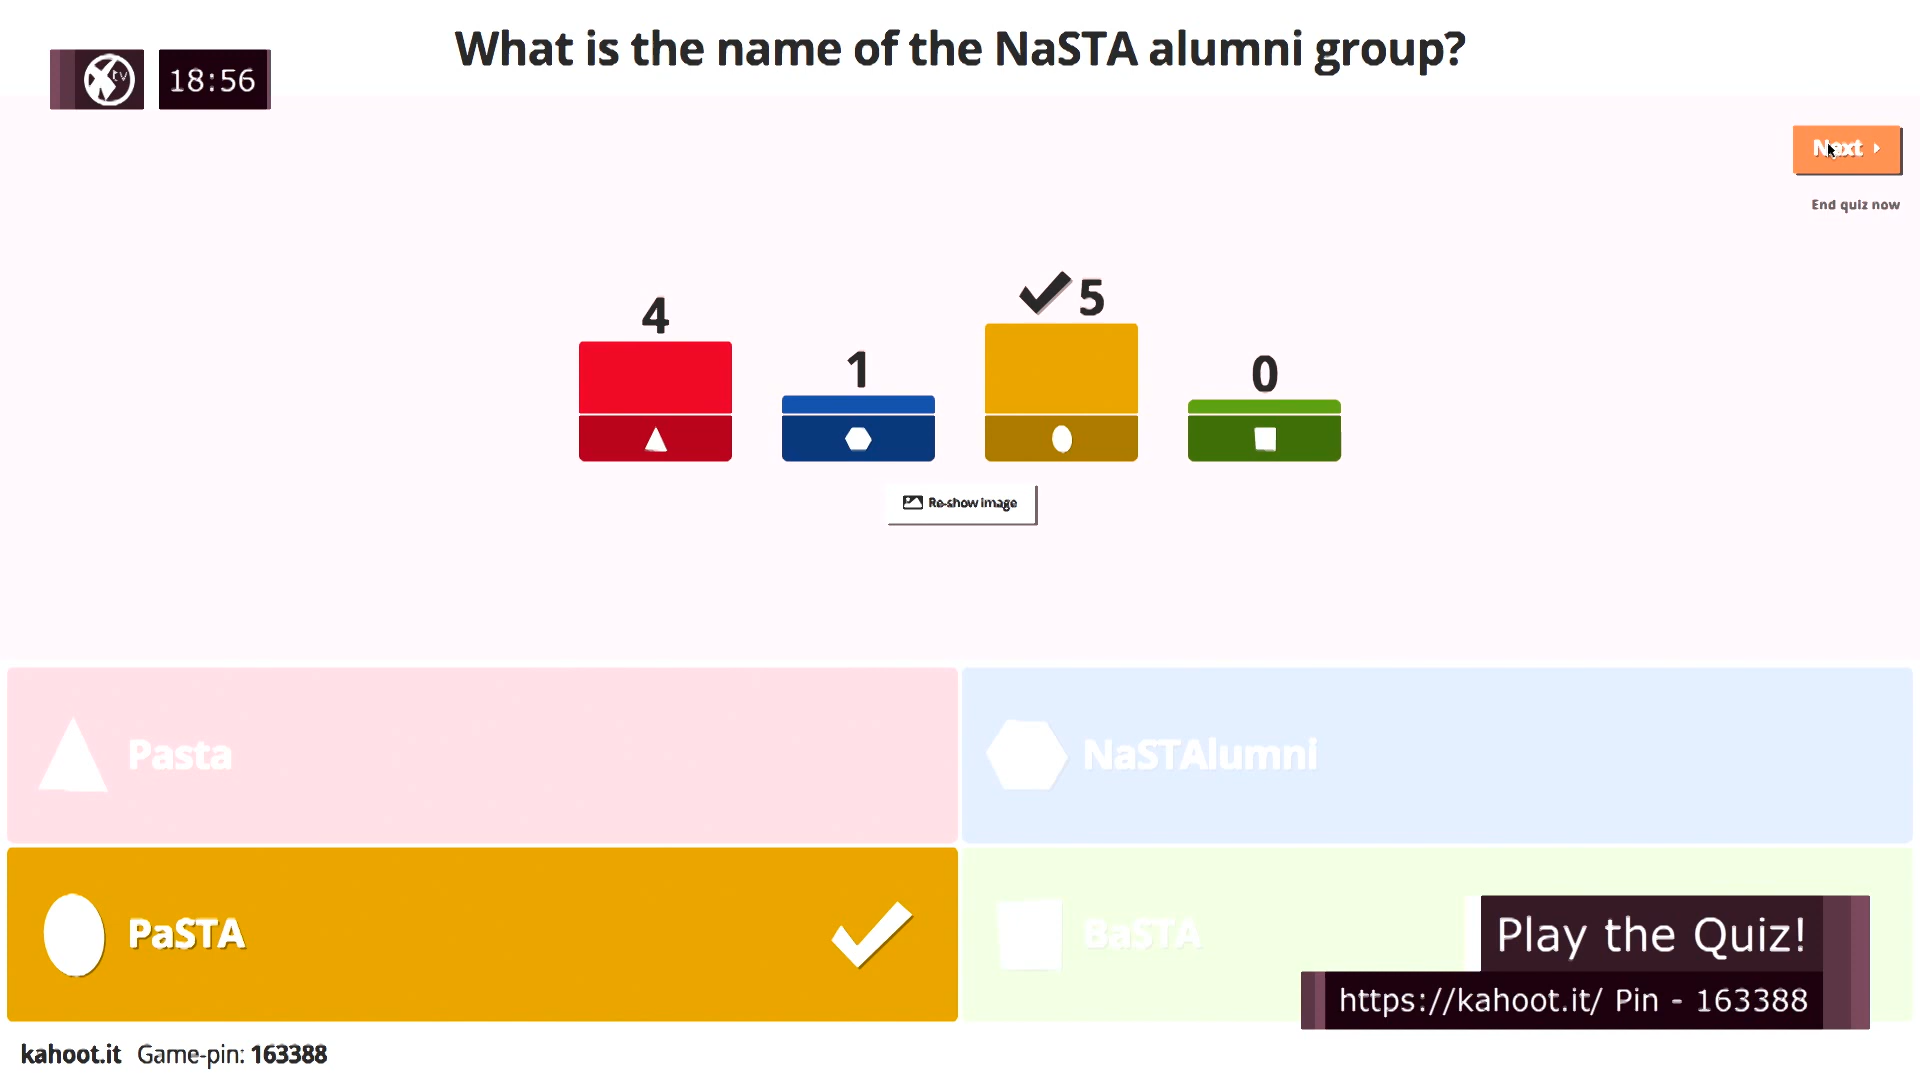 What is the name of the NaSTA alumni group?
Xtv
18:56
Next
End quiz now
4
1
5
0
Re-show image
Pasta
NaSTAlumni
PaSTA
BaSTA
Play the Quiz!
https://kahoot.it/ Pin - 163388
kahoot.it Game-pin: 163388